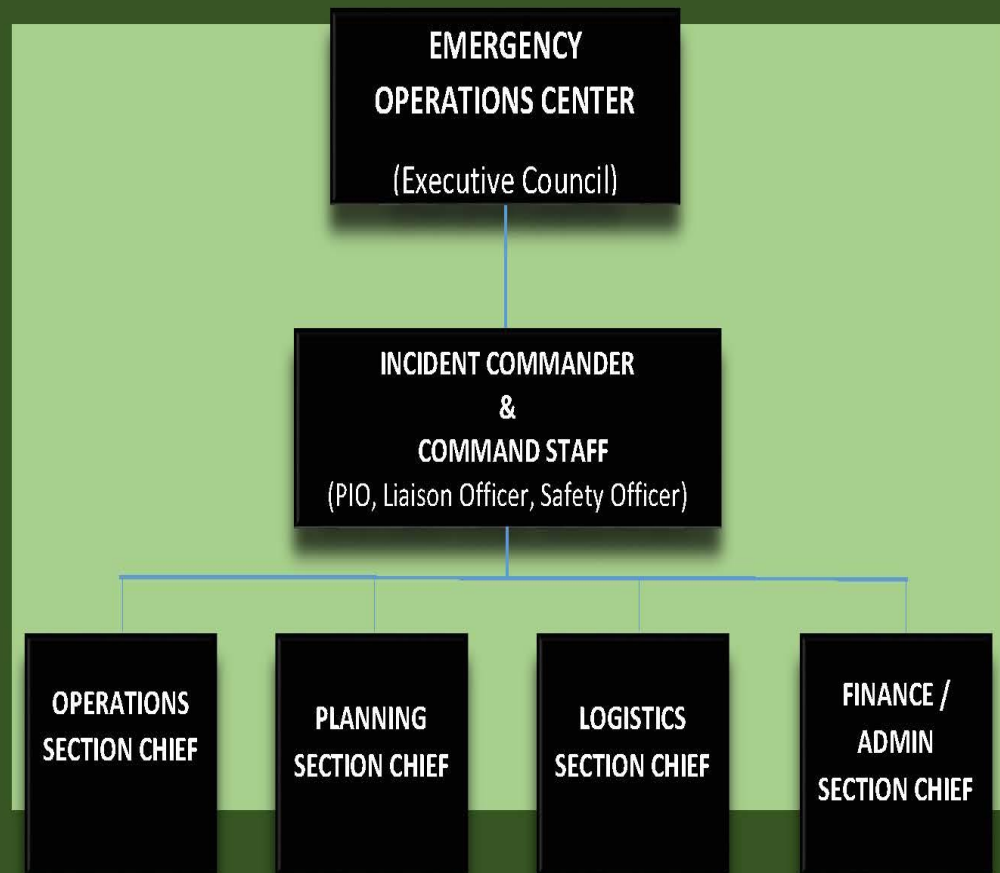 EMERGENCY
OPERATIONS CENTER
(Executive Council)
INCIDENT COMMANDER
&
COMMAND STAFF
(PIO, Liaison Officer, Safety Officer)
OPERATIONS
SECTION CHIEF
PLANNING
SECTION CHIEF
LOGISTICS
SECTION CHIEF
FINANCE /
ADMIN
SECTION CHIEF